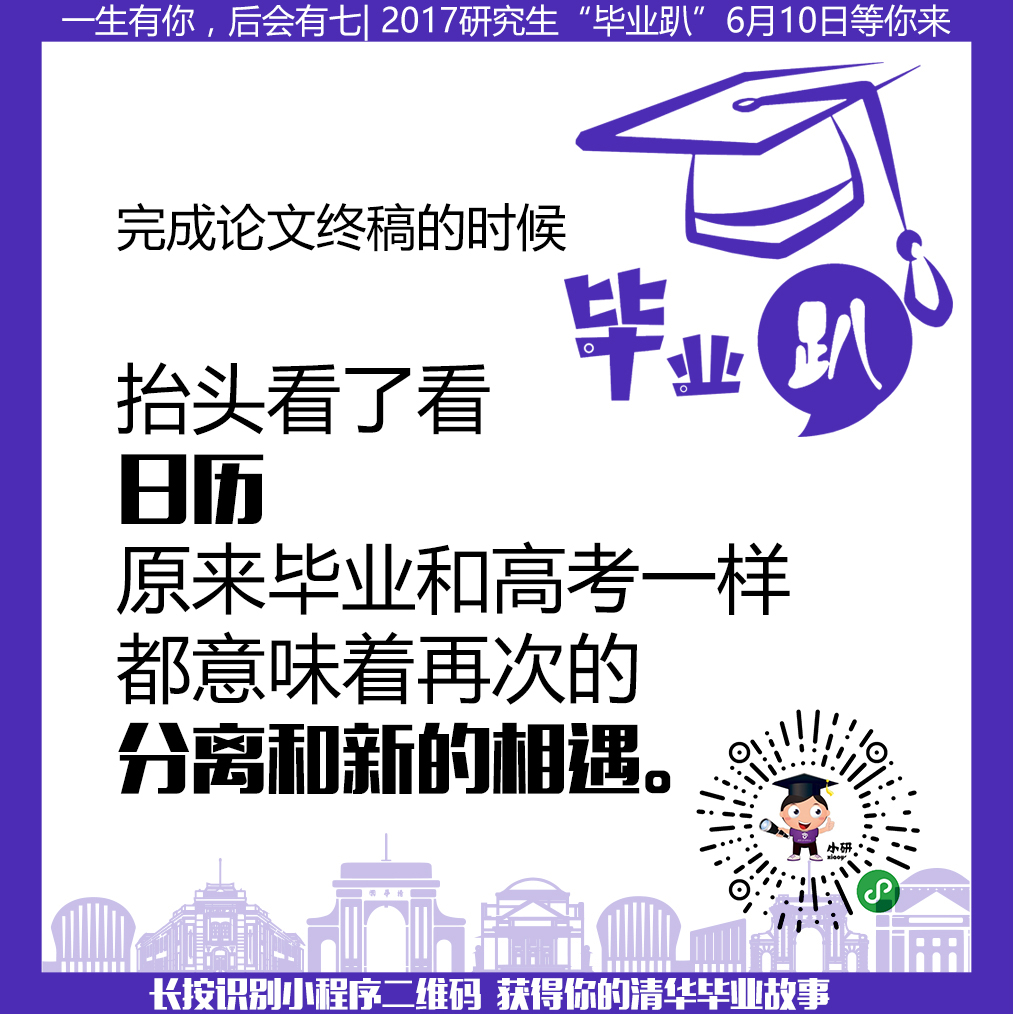 一生有你，后会有七| 2017研究生“毕业趴”6月10日等你来
毕业趴
完成论文终稿的时候
抬头看了看
日历
原来毕业和高考一样
都意味着再次的
分离和新的相遇。
小研
长按识别小程序二维码 获得你的清华毕业故事